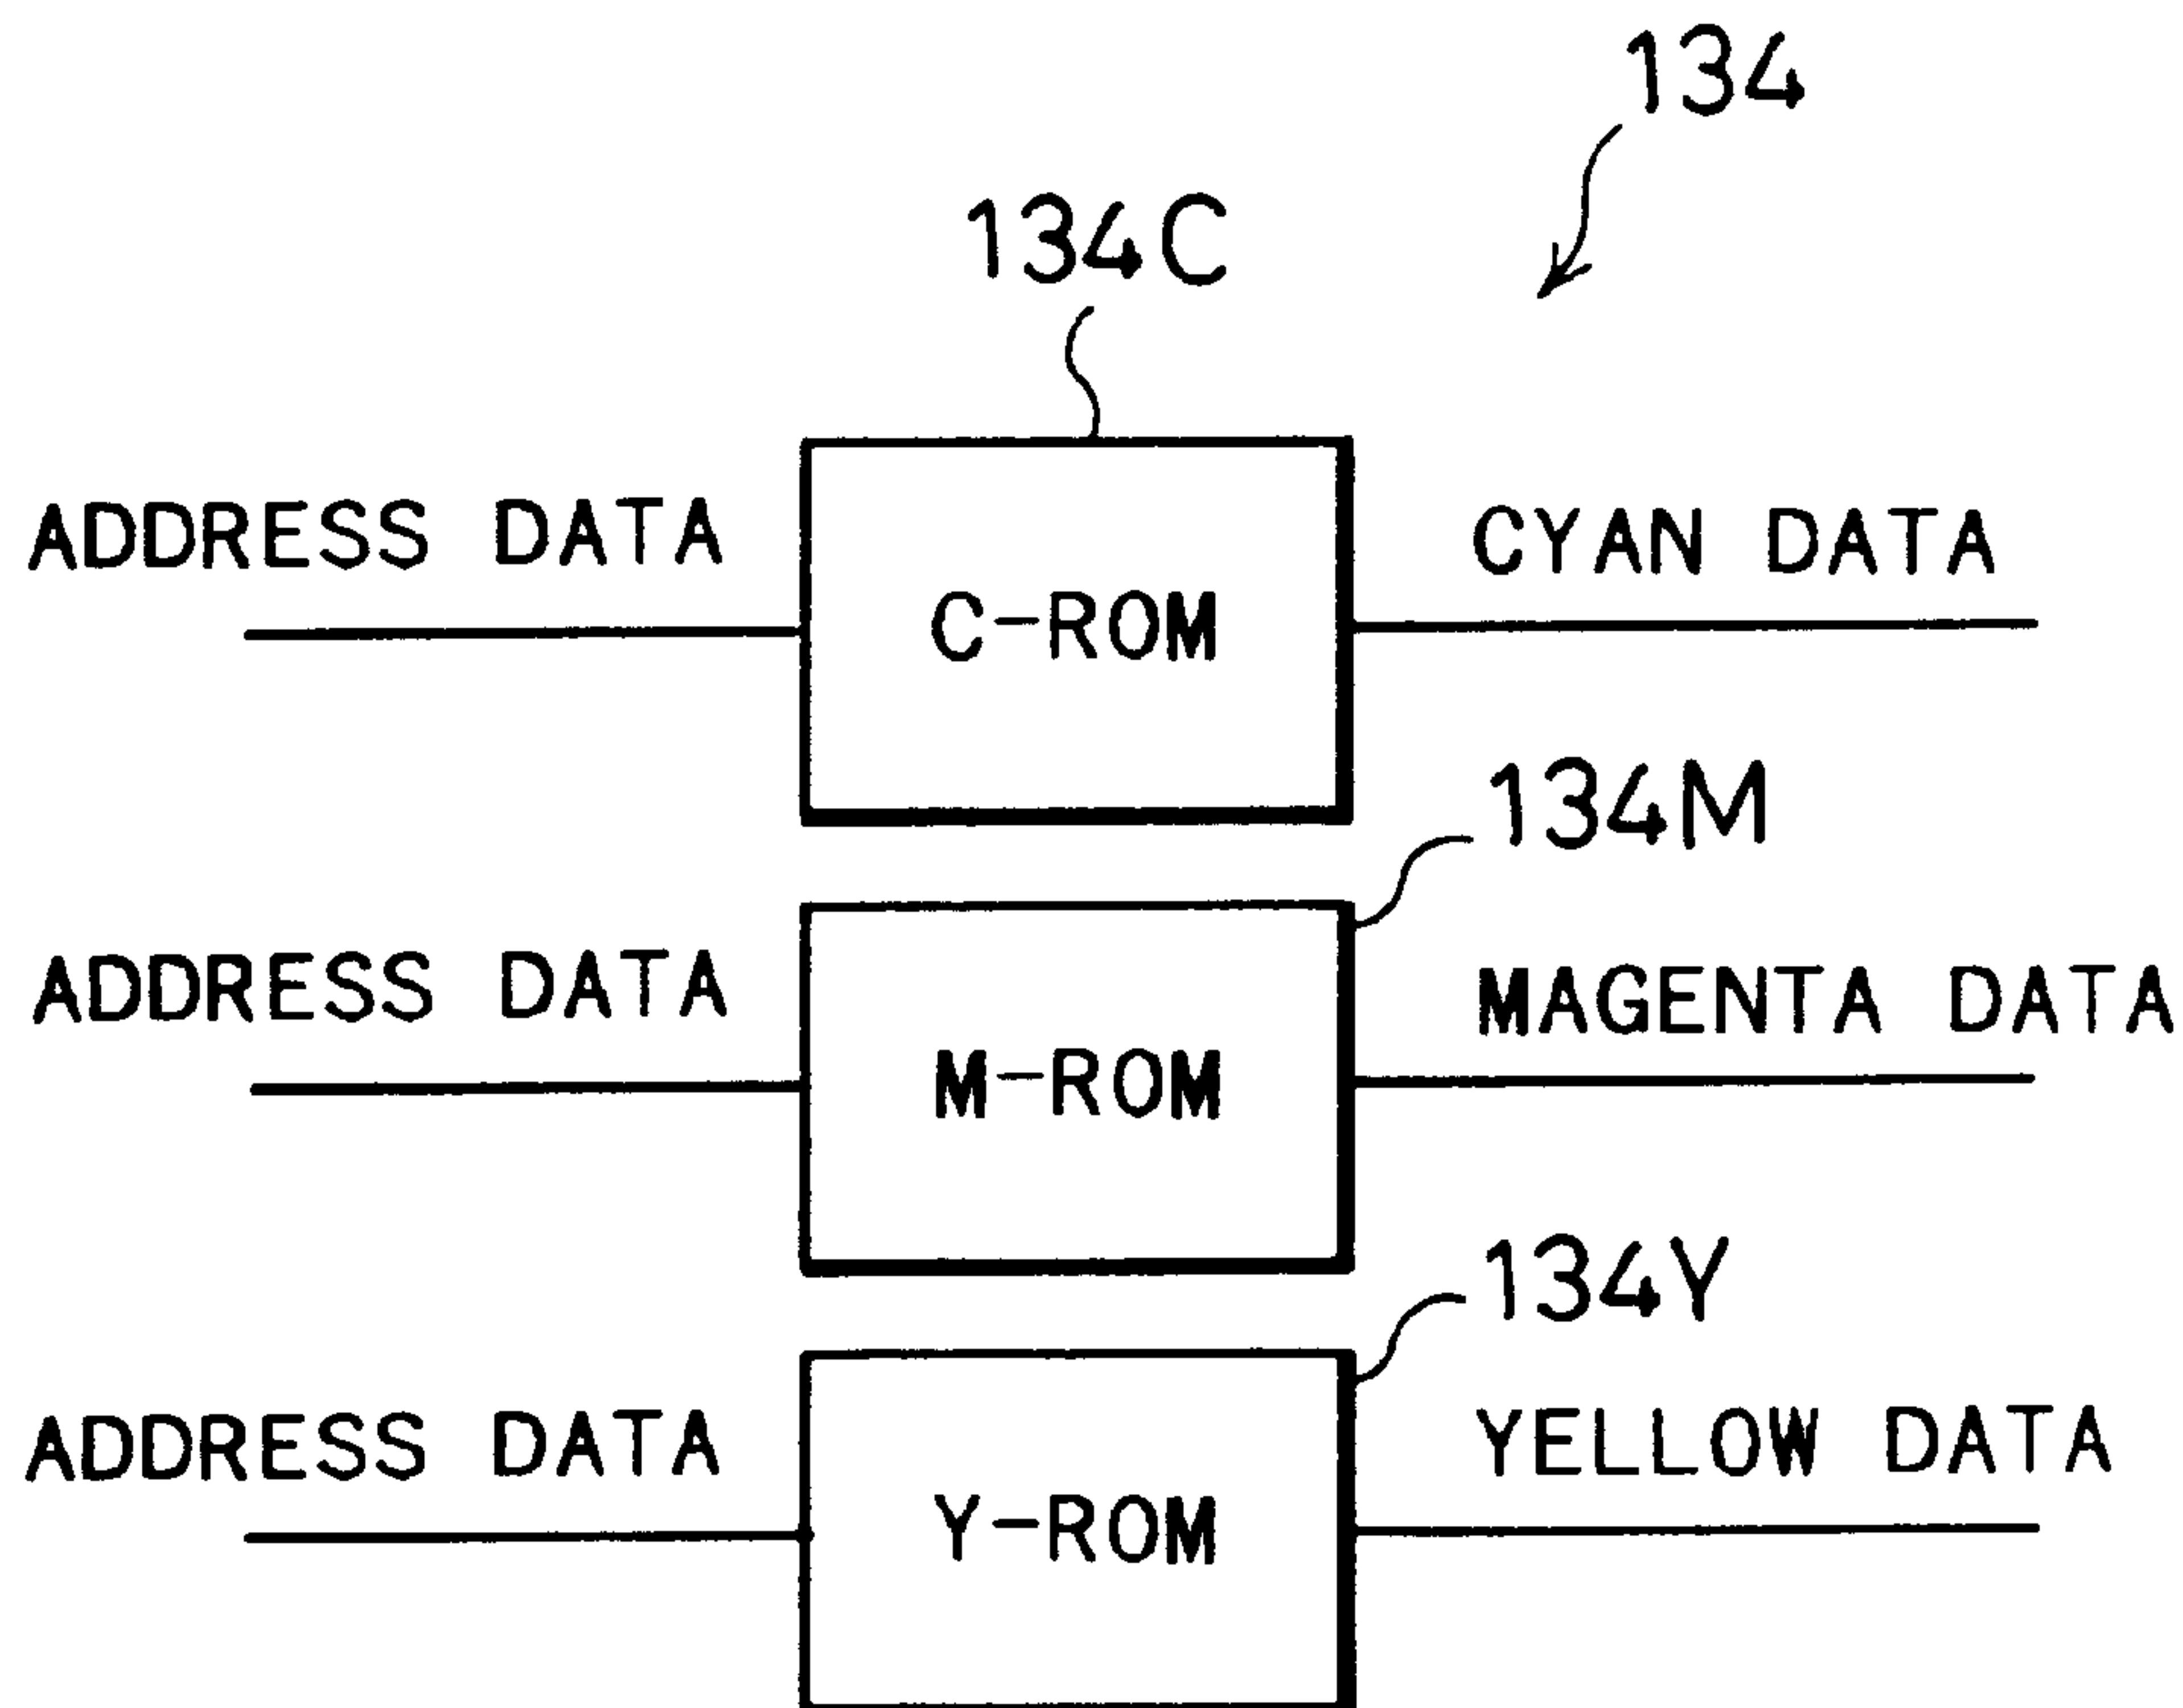 134
134C
ADDRESS DATA
C-ROM
CYAN DATA
134M
ADDRESS DATA
M-ROM
MAGENTA DATA
134Y
ADDRESS DATA
Y-ROM
YELLOW DATA